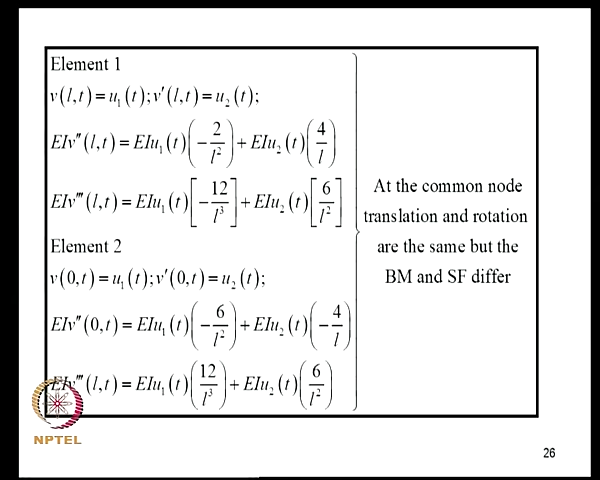 Element 1
v(l,t) = u₁(t); v′(l,t) = u₂(t);
EIv″(l,t) = EIu₁(t)(−2/l²) + EIu₂(t)(4/l)
EIv‴(l,t) = EIu₁(t)[−12/l³] + EIu₂(t)[6/l²]
Element 2
v(0,t) = u₁(t); v′(0,t) = u₂(t);
EIv″(0,t) = EIu₁(t)(−6/l²) + EIu₂(t)(−4/l)
EIv‴(l,t) = EIu₁(t)(12/l³) + EIu₂(t)(6/l²)
At the common node
translation and rotation
are the same but the
BM and SF differ
NPTEL
26